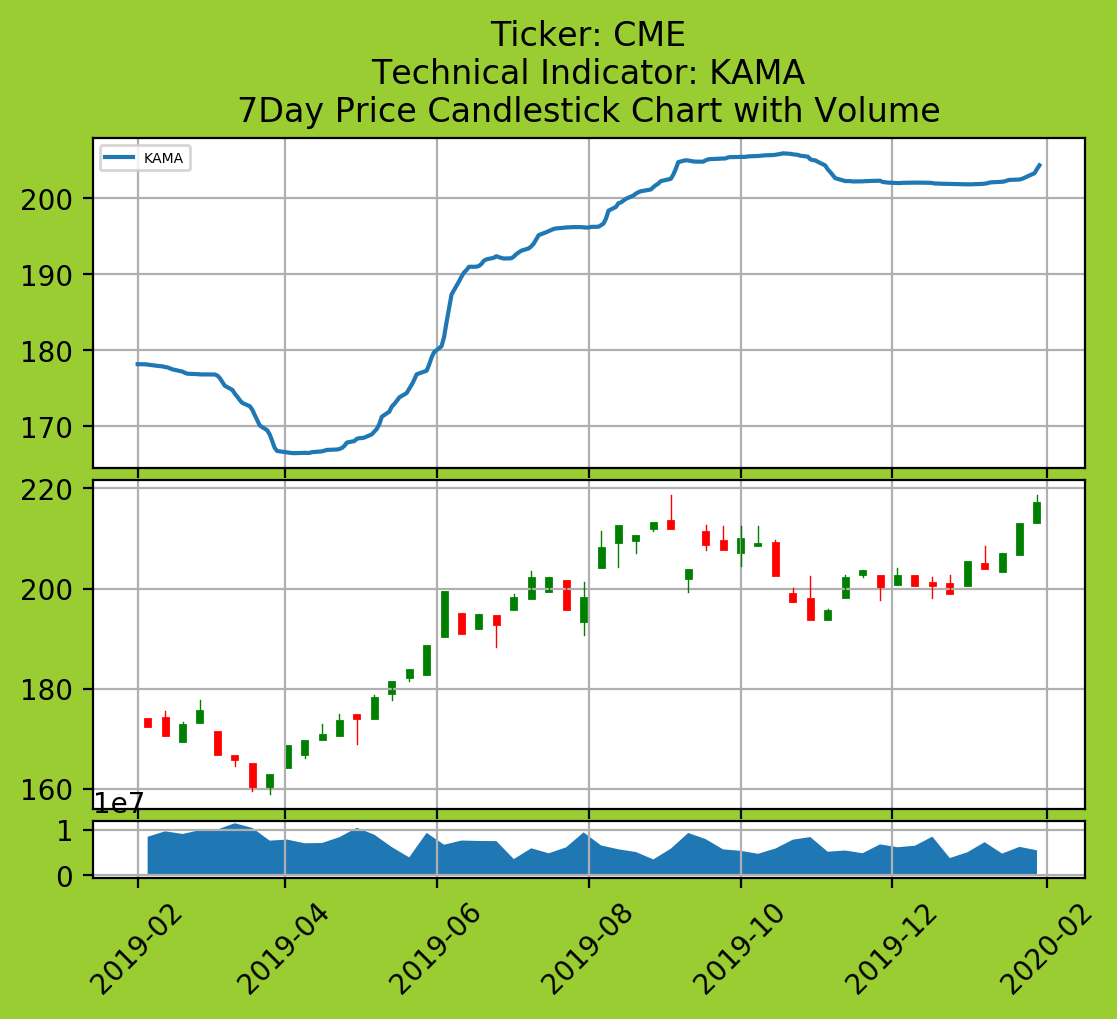 Ticker: CME
Technical Indicator: KAMA
7Day Price Candlestick Chart with Volume
KAMA
200
190
180
170
220
200
180
160
1e7
1
0
2019-02 2019-04 2019-06 2019-08 2019-10 2019-12 2020-02